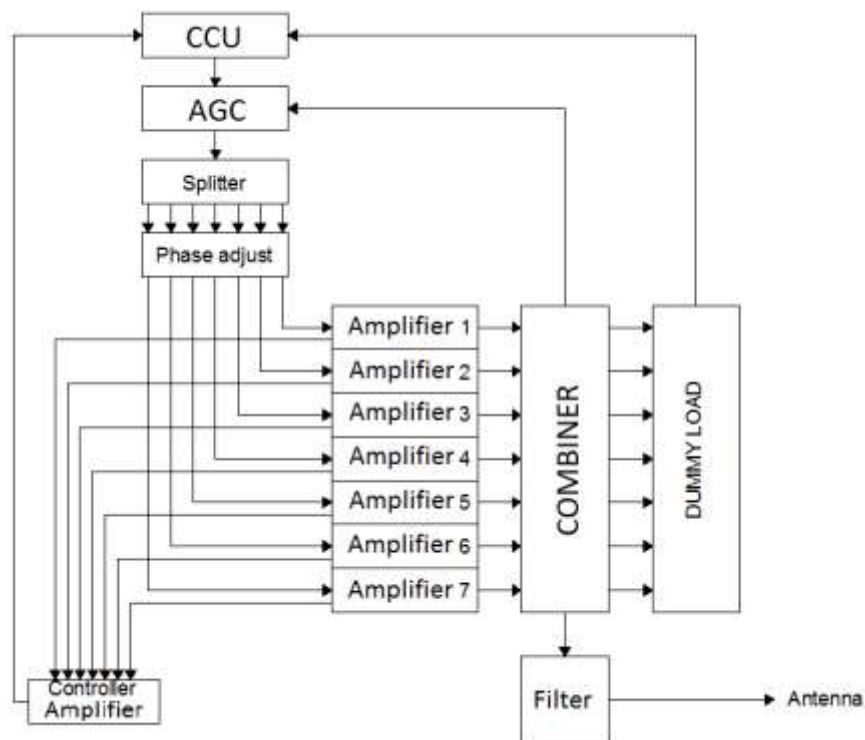 CCU
AGC
Splitter
Phase adjust
Amplifier 1
Amplifier 2
Amplifier 3
Amplifier 4
Amplifier 5
Amplifier 6
Amplifier 7
COMBINER
DUMMY LOAD
Controller
Amplifier
Filter
Antenna